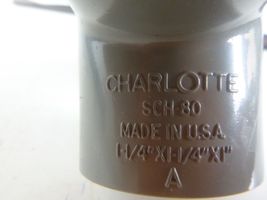 CHARLOTTE
SCH 80
MADE IN U.S.A.
1-1/4"X1-1/4"X1"
A